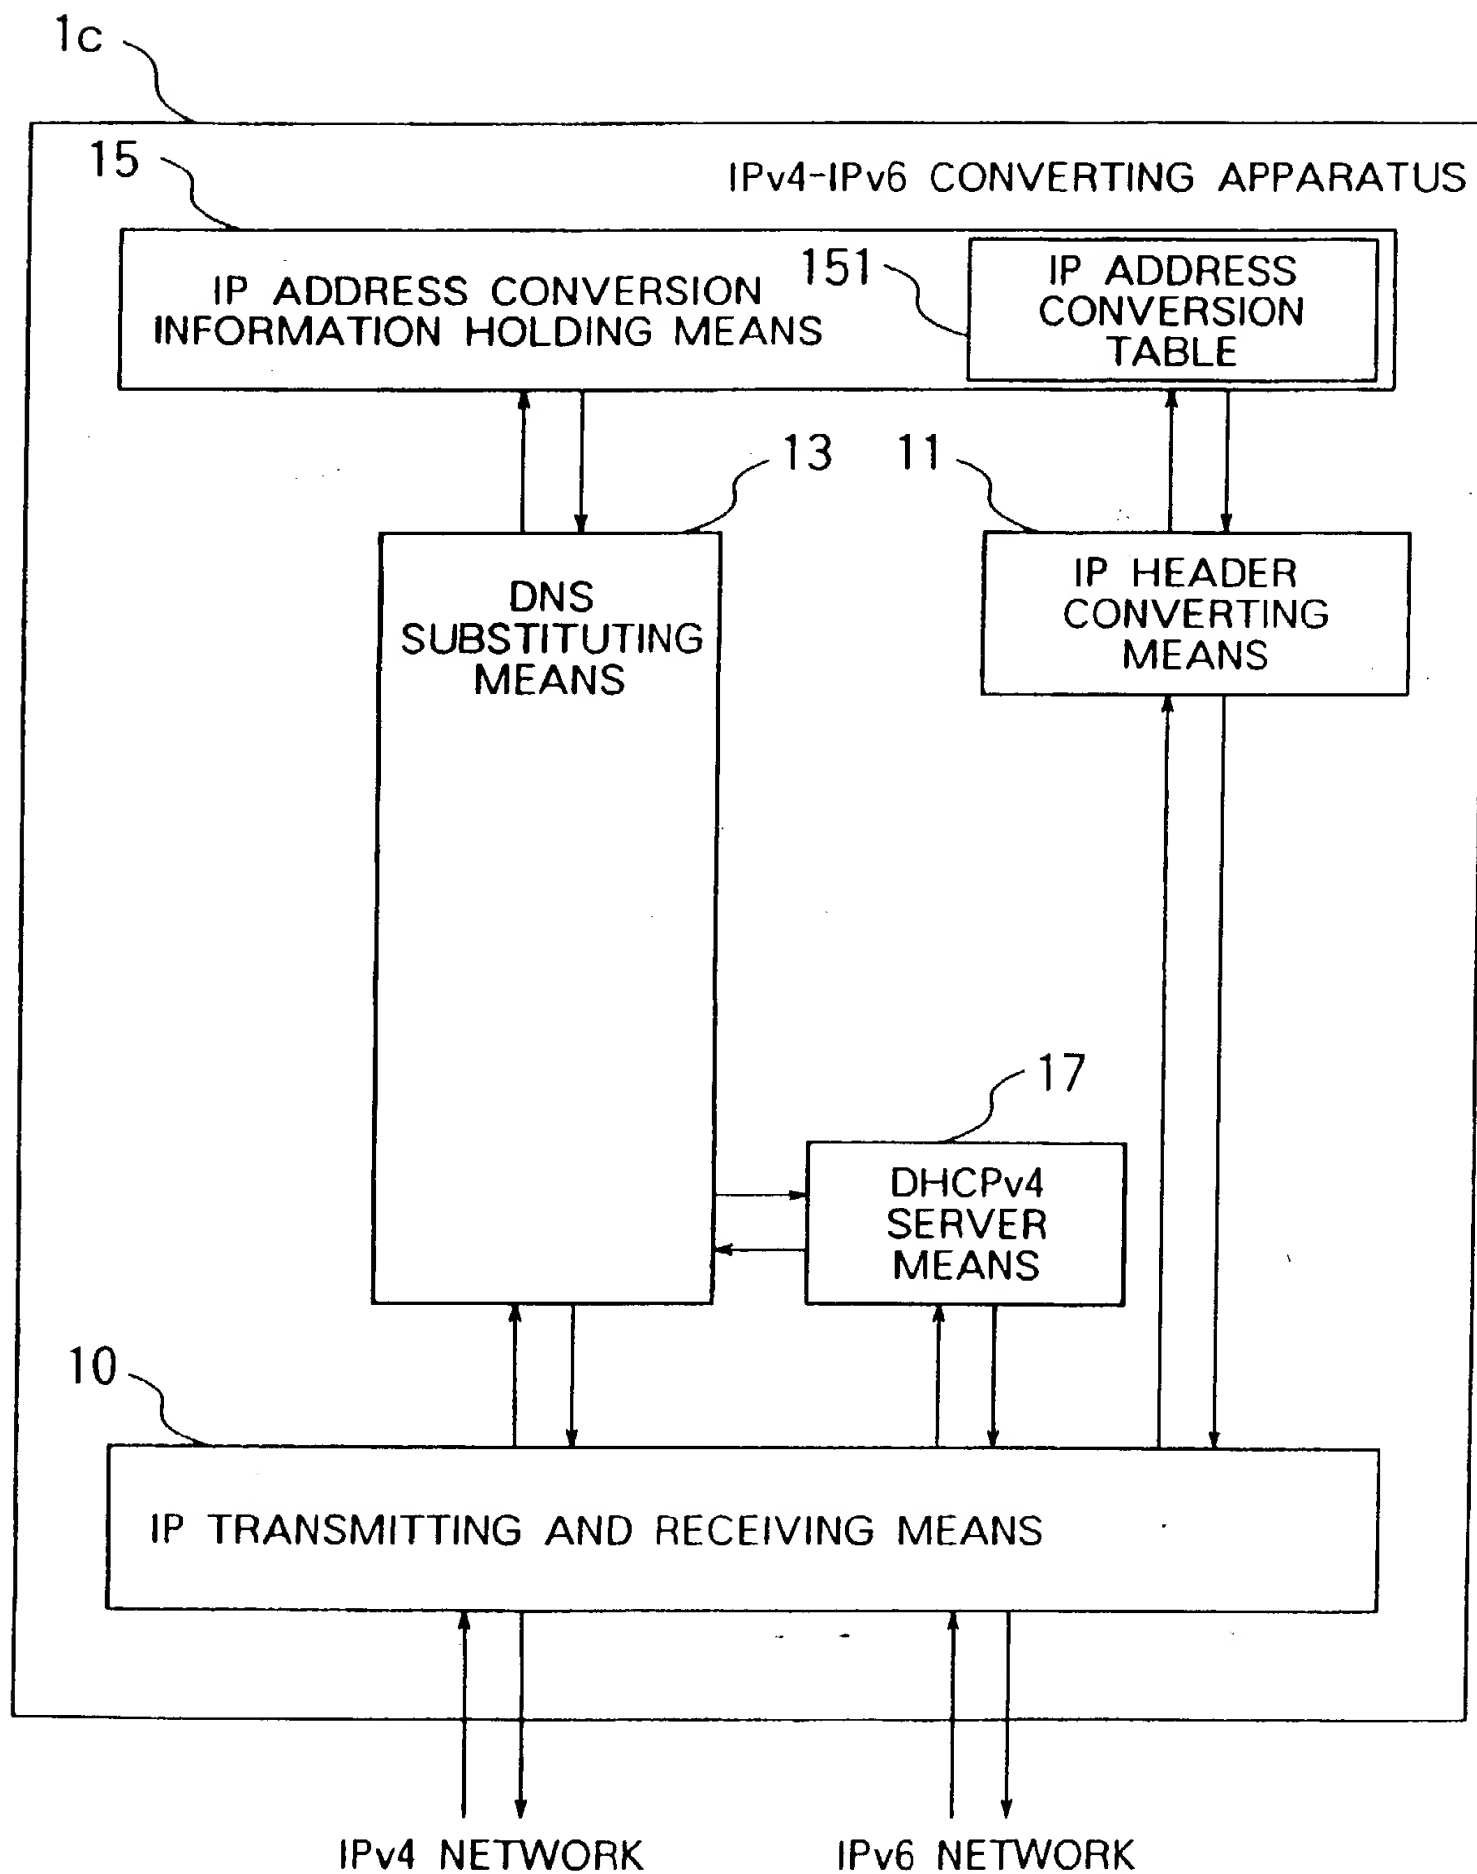 1c
15
IPv4-IPv6 CONVERTING APPARATUS
IP ADDRESS CONVERSION
INFORMATION HOLDING MEANS
151
IP ADDRESS
CONVERSION
TABLE
13
11
DNS
SUBSTITUTING
MEANS
IP HEADER
CONVERTING
MEANS
17
DHCPv4
SERVER
MEANS
10
IP TRANSMITTING AND RECEIVING MEANS
IPv4 NETWORK
IPv6 NETWORK